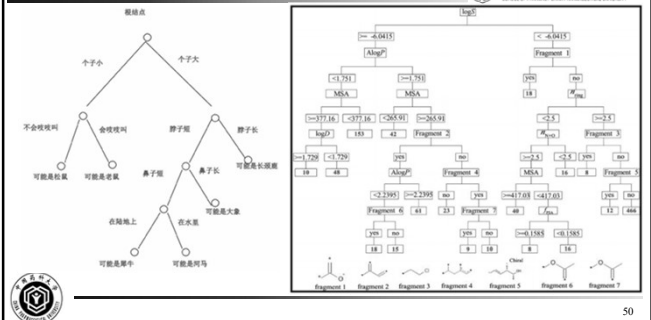 根结点
个子小
个子大
不会吱吱叫
会吱吱叫
脖子短
脖子长
可能是松鼠
可能是老鼠
鼻子短
鼻子长
可能是长颈鹿
在陆地上
在水里
可能是大象
可能是犀牛
可能是河马
logS
>= -6.0415
< -6.0415
AlogP
Fragment 1
<1.751
>=1.751
yes
no
MSA
MSA
18
>=377.16
<377.16
<265.91
>=265.91
<2.5
>=2.5
logD
153
42
Fragment 2
Fragment 3
>=1.729
<1.729
yes
no
>=2.5
<2.5
yes
no
10
48
AlogP
Fragment 4
MSA
16
8
Fragment 5
<2.2395
>=2.2395
no
yes
>=417.03
<417.03
yes
no
Fragment 6
61
23
Fragment 7
48
12
466
yes
no
yes
no
>=0.1585
<0.1585
18
15
9
18
8
16
Chiral
fragment 1
fragment 2
fragment 3
fragment 4
fragment 5
fragment 6
fragment 7
50